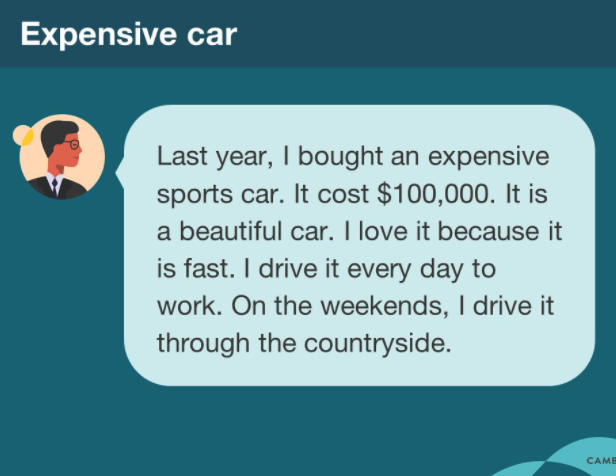 Expensive car
Last year, I bought an expensive
sports car. It cost $100,000. It is
a beautiful car. I love it because it
is fast. I drive it every day to
work. On the weekends, I drive it
through the countryside.
CAMB